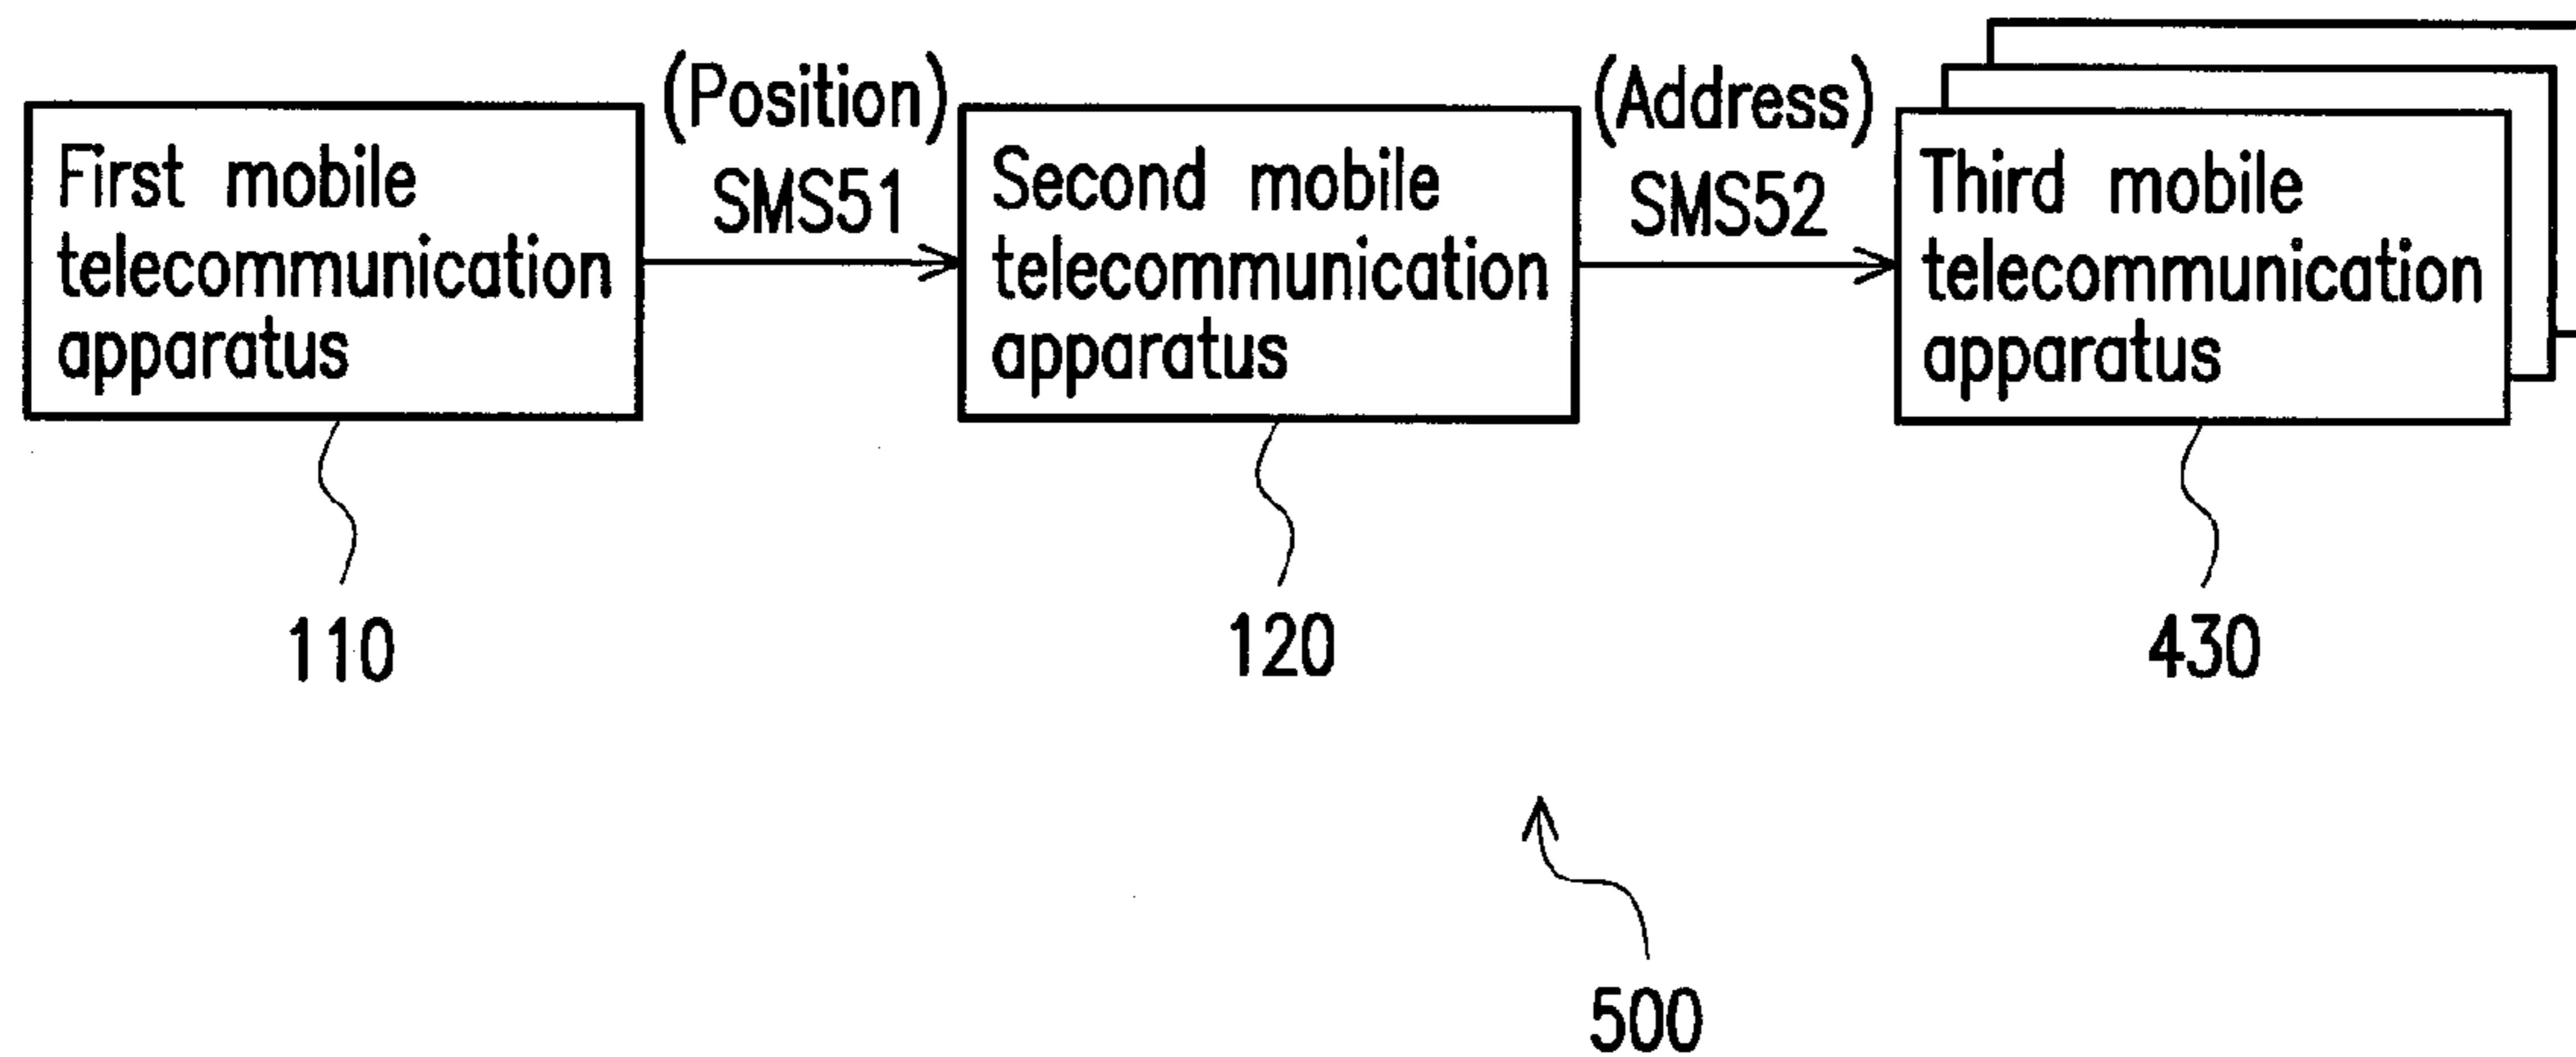 First mobile
telecommunication
apparatus
(Position)
SMS51
Second mobile
telecommunication
apparatus
(Address)
SMS52
Third mobile
telecommunication
apparatus
110
120
430
500